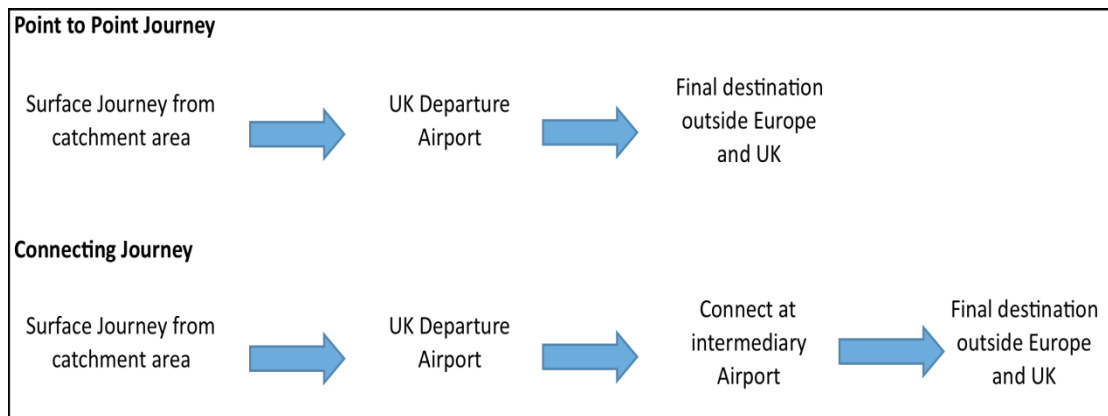 Point to Point Journey
Surface Journey from
catchment area
UK Departure
Airport
Final destination
outside Europe
and UK
Connecting Journey
Surface Journey from
catchment area
UK Departure
Airport
Connect at
intermediary
Airport
Final destination
outside Europe
and UK